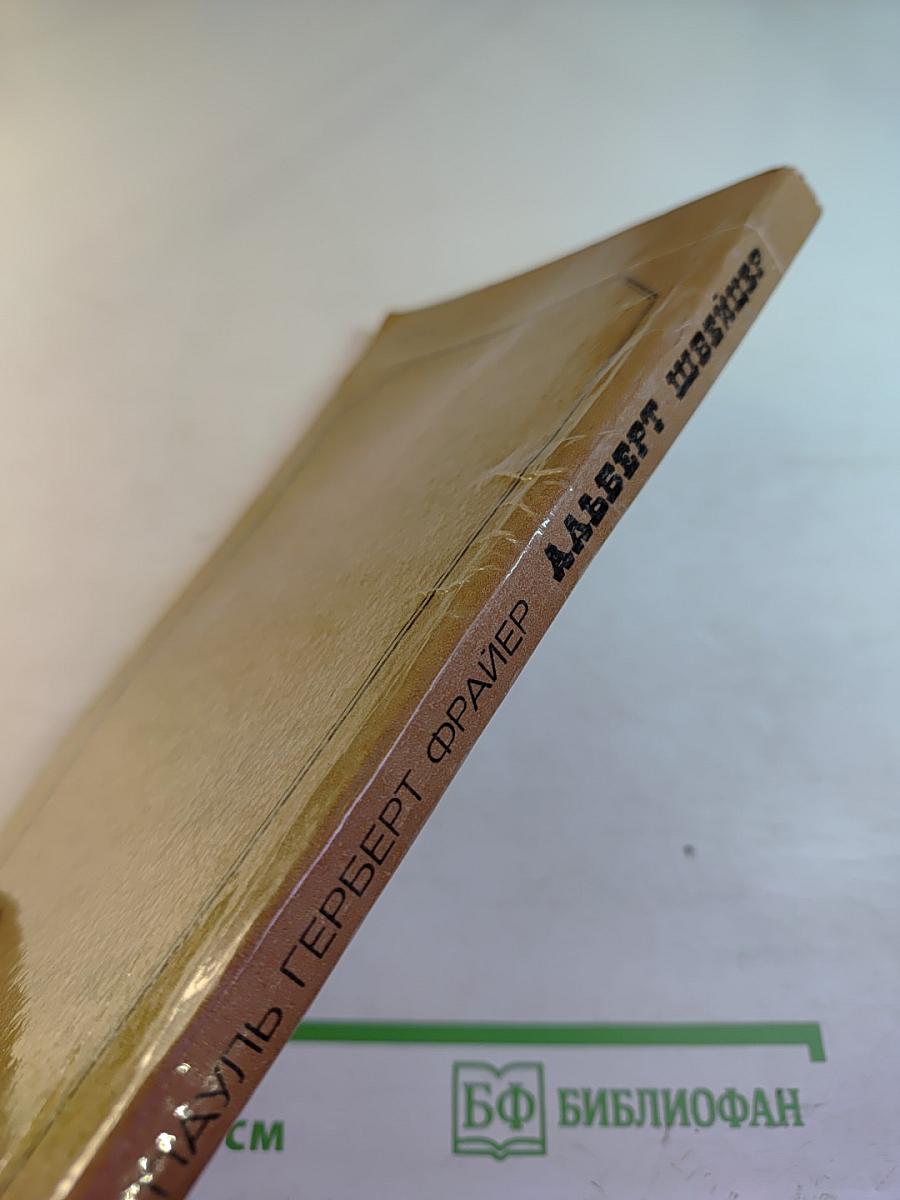 ПАУЛЬ ГЕРБЕРТ ФРАЙЕР АЛЬБЕРТ ШВЕЙЦЕР
СМ
БФ БИБЛИОФАН